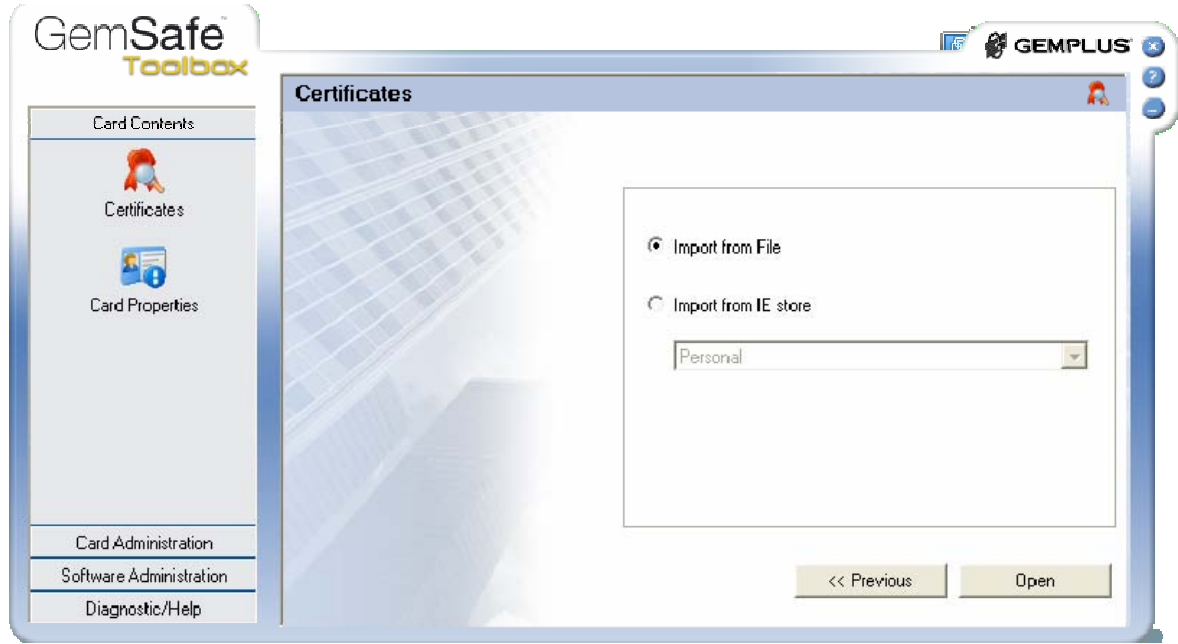 GemSafe
Toolbox
GEMPLUS
Certificates
Card Contents
Certificates
Card Properties
Card Administration
Software Administration
Diagnostic/Help
Import from File
Import from IE store
Personal
<< Previous
Open